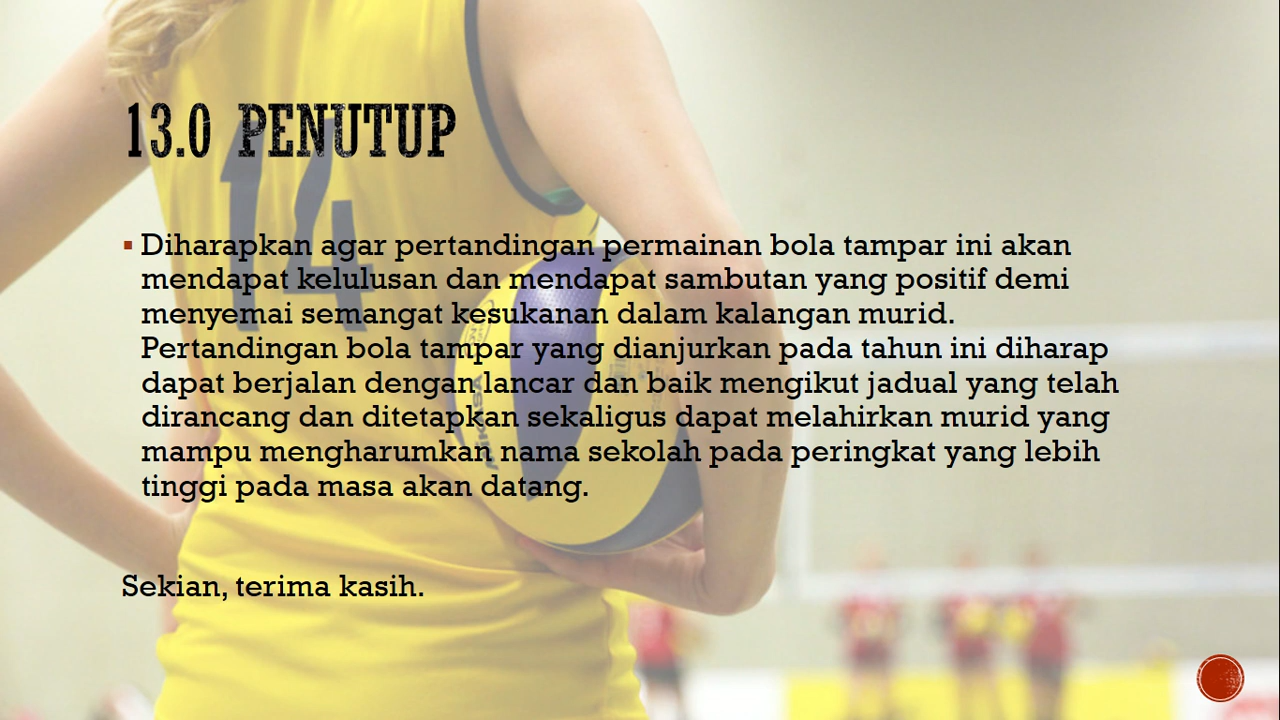 13.0 PENUTUP
14
▪ Diharapkan agar pertandingan permainan bola tampar ini akan
mendapat kelulusan dan mendapat sambutan yang positif demi
menyemai semangat kesukanan dalam kalangan murid.
Pertandingan bola tampar yang dianjurkan pada tahun ini diharap
dapat berjalan dengan lancar dan baik mengikut jadual yang telah
dirancang dan ditetapkan sekaligus dapat melahirkan murid yang
mampu mengharumkan nama sekolah pada peringkat yang lebih
tinggi pada masa akan datang.
MIKASA
Sekian, terima kasih.